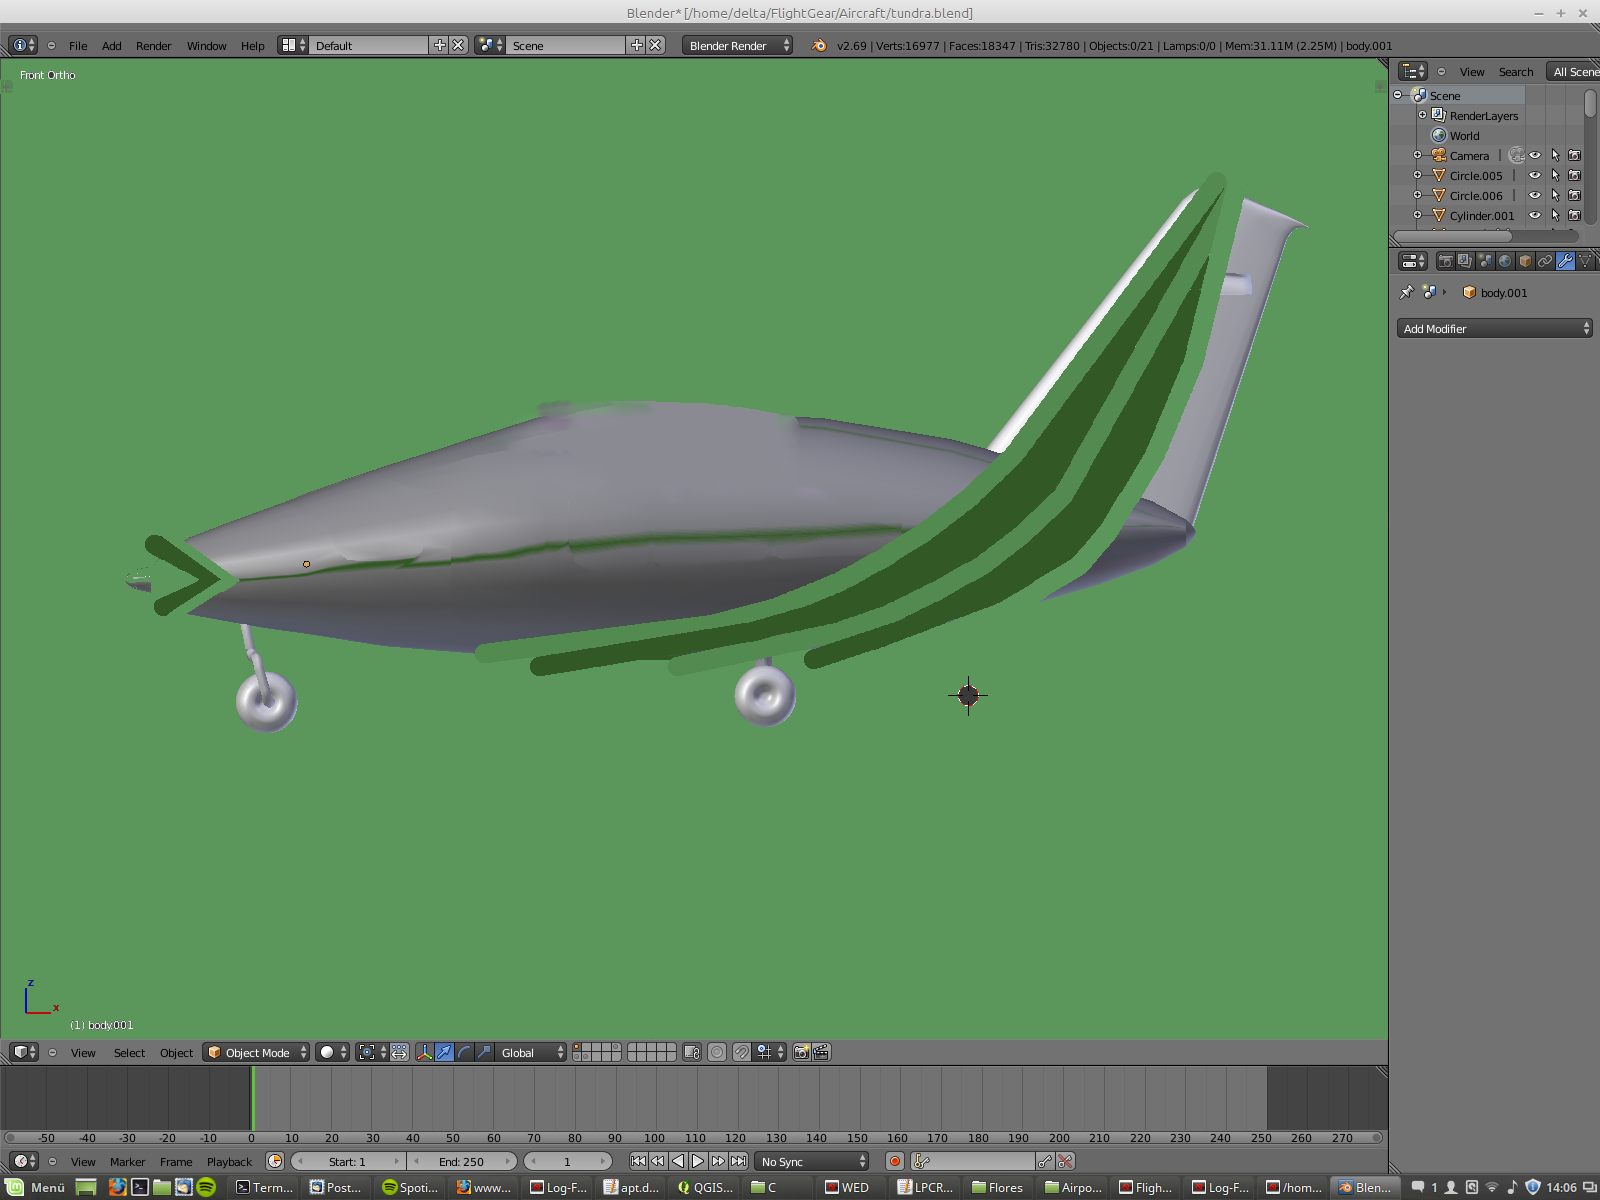 Blender* [/home/delta/FlightGear/Aircraft/tundra.blend]
File Add Render Window Help Default Scene Blender Render v2.69 | Verts:16977 | Faces:18347 | Tris:32780 | Objects:0/21 | Lamps:0/0 | Mem:31.11M (2.25M) | body.001
Front Ortho
View Search All Scene
Scene
RenderLayers
World
Camera
Circle.005
Circle.006
Cylinder.001
body.001
Add Modifier
z
x
(1) body.001
View Select Object Object Mode Global
-50 -40 -30 -20 -10 0 10 20 30 40 50 60 70 80 90 100 110 120 130 140 150 160 170 180 190 200 210 220 230 240 250 260 270
View Marker Frame Playback Start: 1 End: 250 1 No Sync
Menü Term... Post... Spoti... www... Log-F... apt.d... QGIS... C WED LPCR... Flores Airpo... Fligh... Log-F... /hom... Blen... 1 14:06